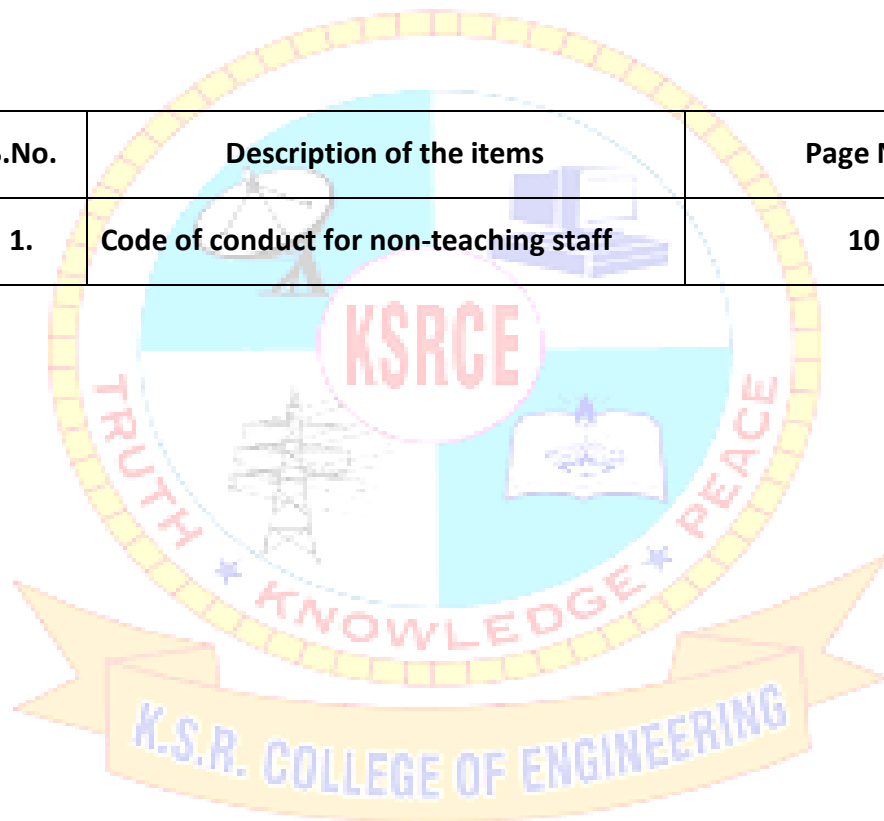 .No. Description of the items Page
1. Code of conduct for non-teaching staff 10
KSRCE
TRUTH * KNOWLEDGE * PEACE
K.S.R. COLLEGE OF ENGINEERING